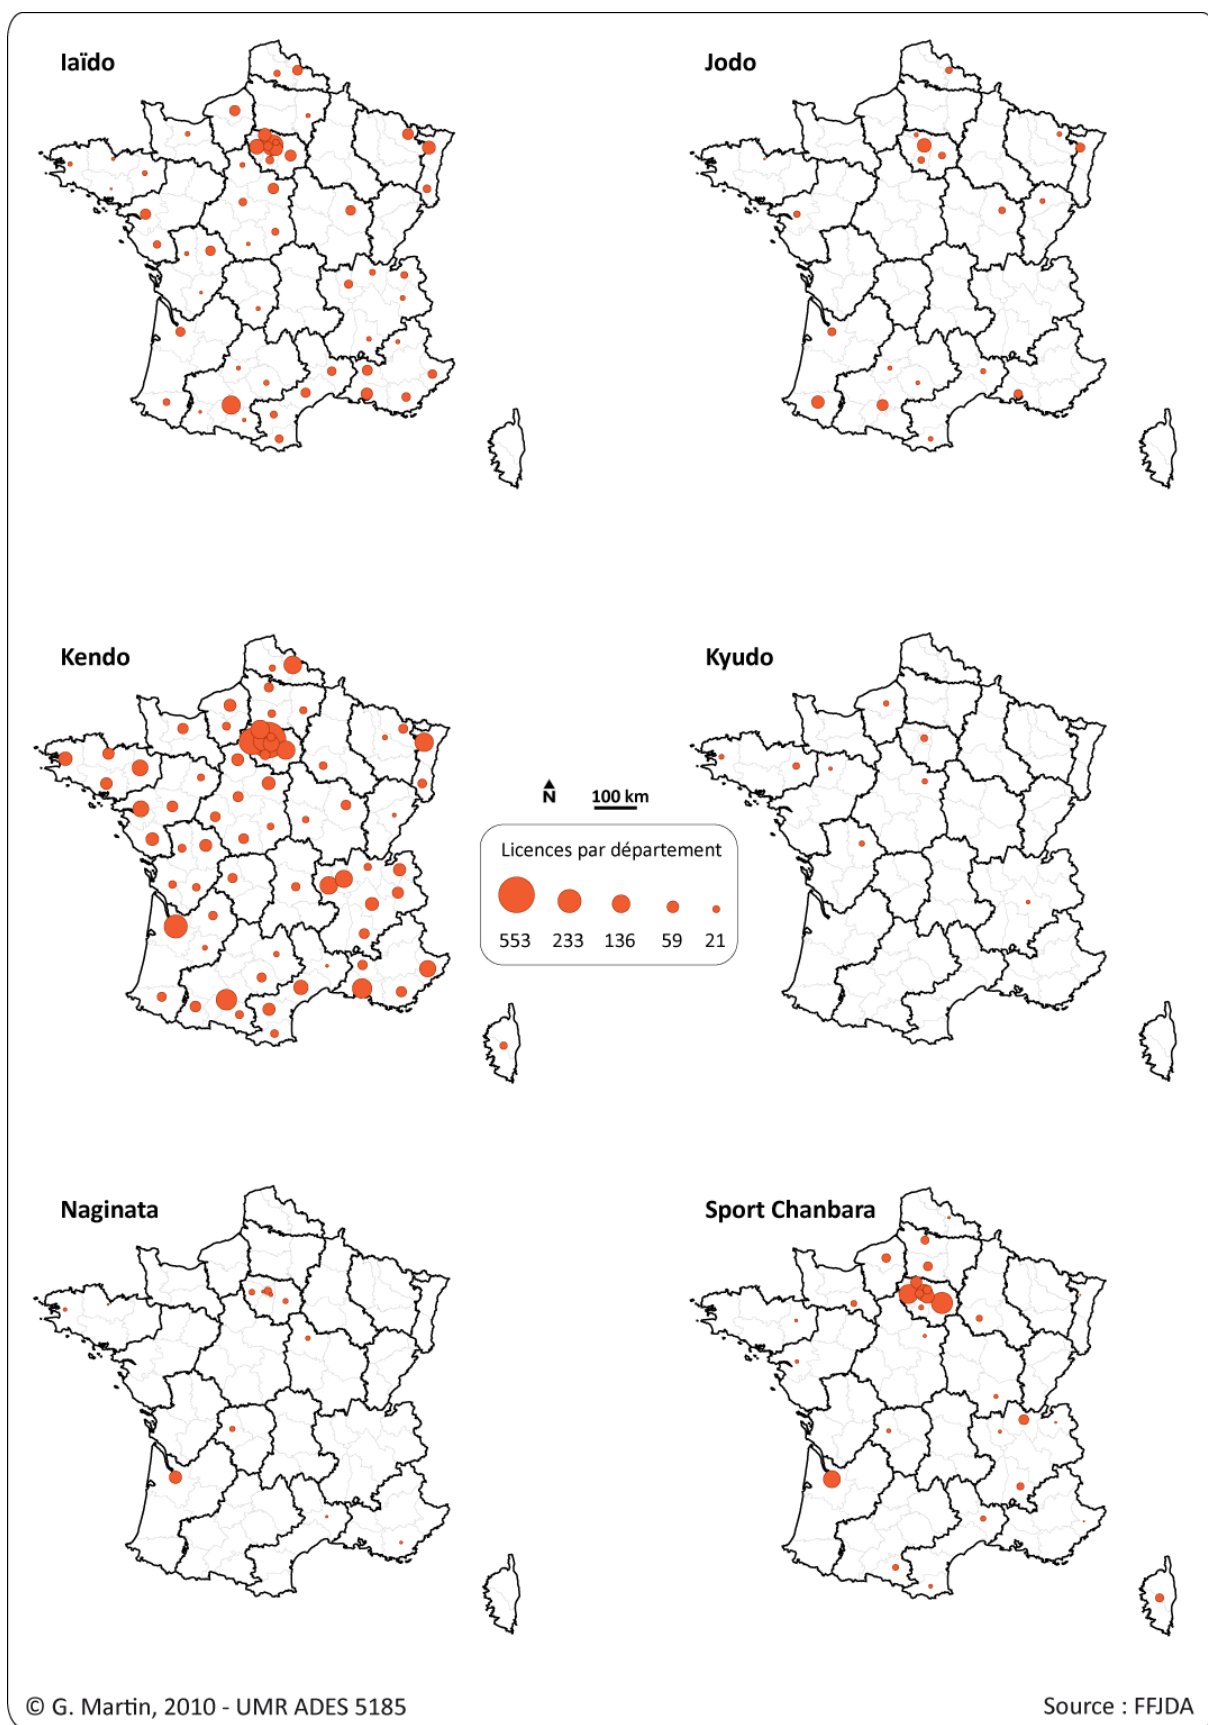 Iaïdo
Jodo
Kendo
Kyudo
N
100 km
Licences par département
553 233 136 59 21
Naginata
Sport Chanbara
© G. Martin, 2010 - UMR ADES 5185
Source : FFJDA